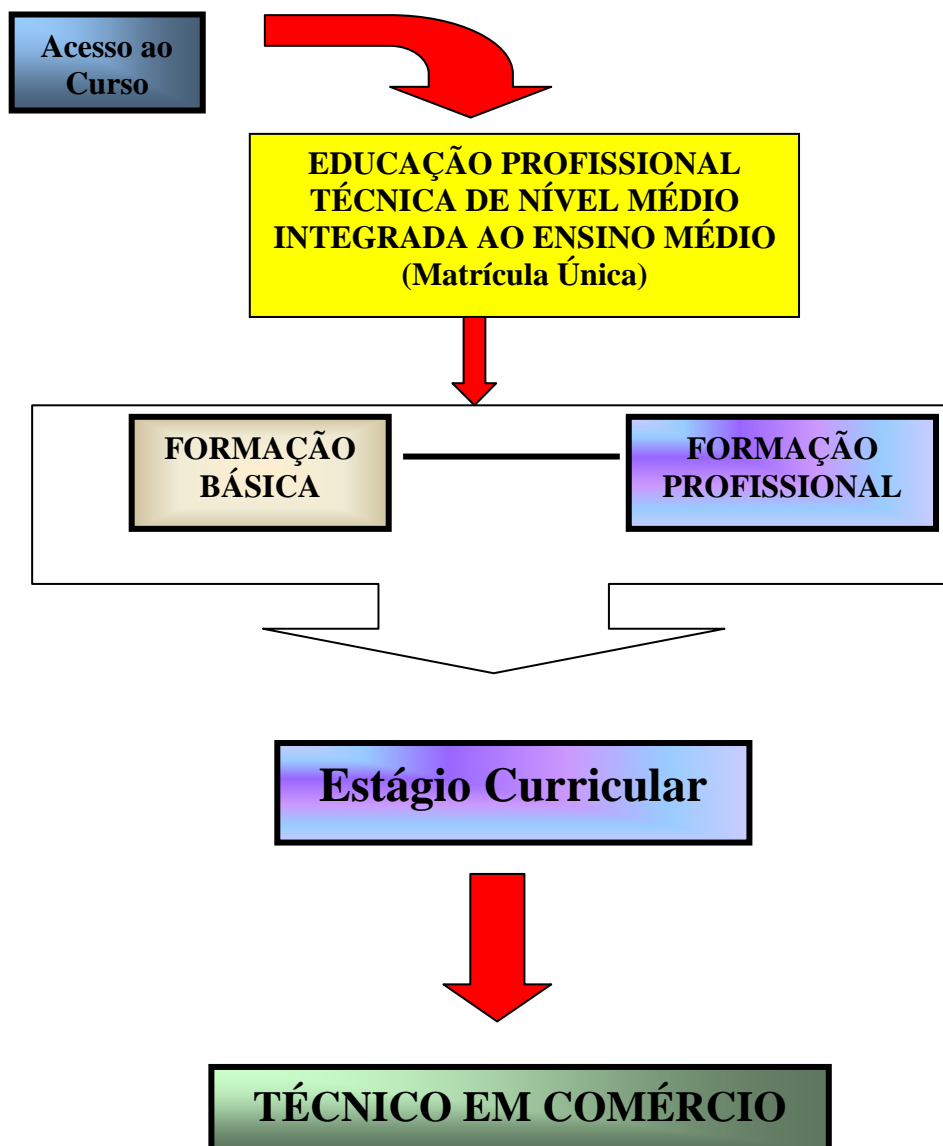 Acesso ao
Curso
EDUCAÇÃO PROFISSIONAL
TÉCNICA DE NÍVEL MÉDIO
INTEGRADA AO ENSINO MÉDIO
(Matrícula Única)
FORMAÇÃO
BÁSICA
FORMAÇÃO
PROFISSIONAL
Estágio Curricular
TÉCNICO EM COMÉRCIO